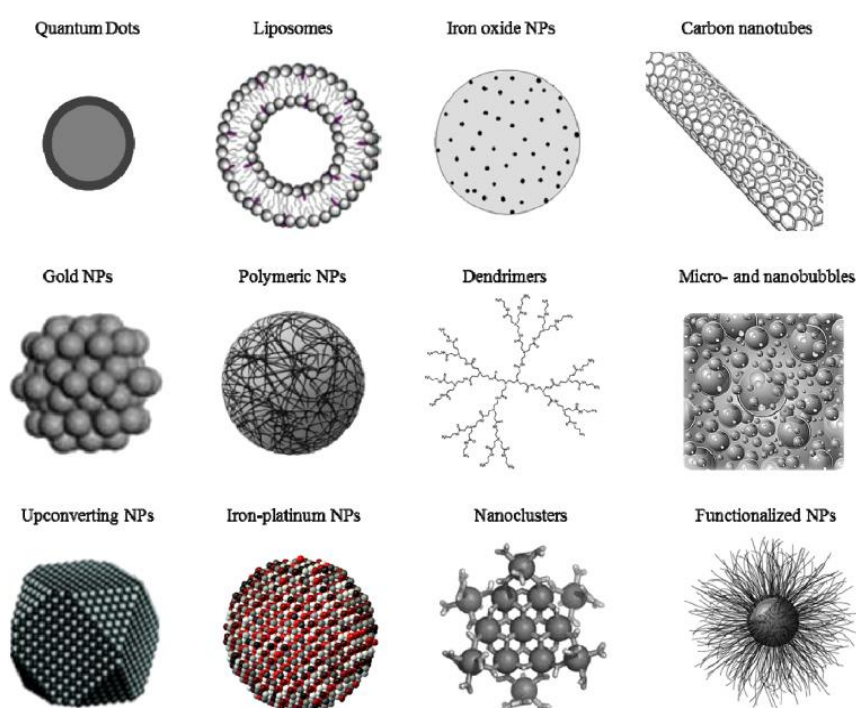 Quantum Dots
Liposomes
Iron oxide NPs
Carbon nanotubes
Gold NPs
Polymeric NPs
Dendrimers
Micro- and nanobubbles
Upconverting NPs
Iron-platinum NPs
Nanoclusters
Functionalized NPs